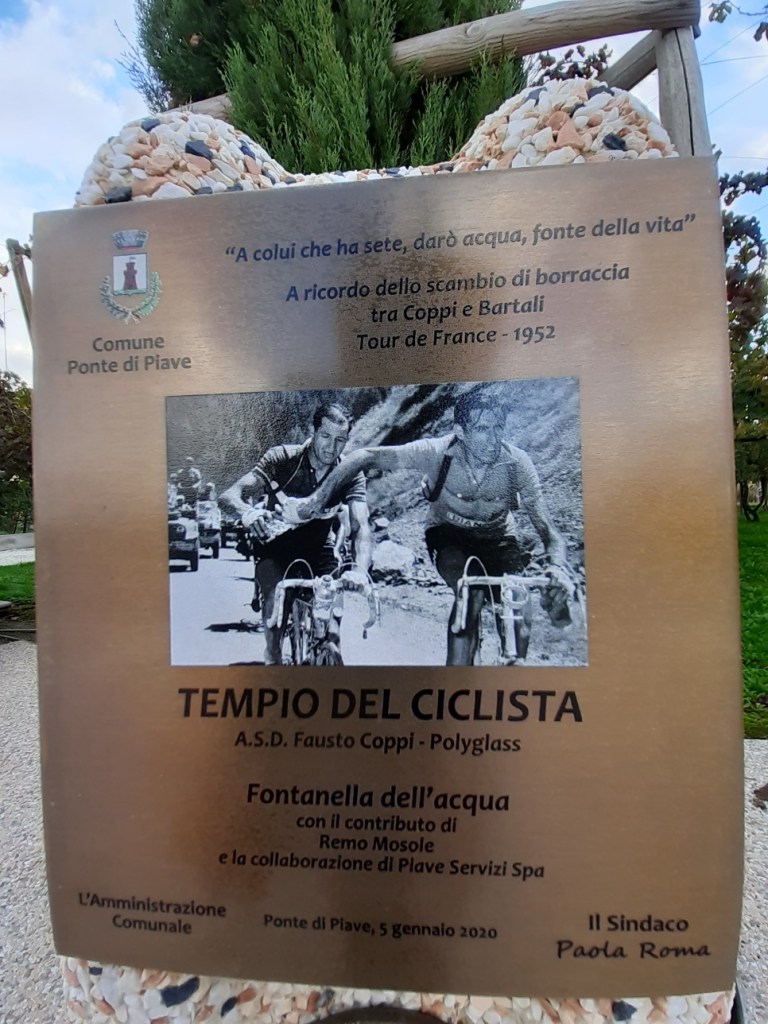 “A colui che ha sete, darò acqua, fonte della vita”
A ricordo dello scambio di borraccia
tra Coppi e Bartali
Tour de France - 1952
Comune
Ponte di Piave
TEMPIO DEL CICLISTA
A.S.D. Fausto Coppi - Polyglass
Fontanella dell'acqua
con il contributo di
Remo Mosole
e la collaborazione di Piave Servizi Spa
L'Amministrazione
Comunale
Ponte di Piave, 5 gennaio 2020
Il Sindaco
Paola Roma